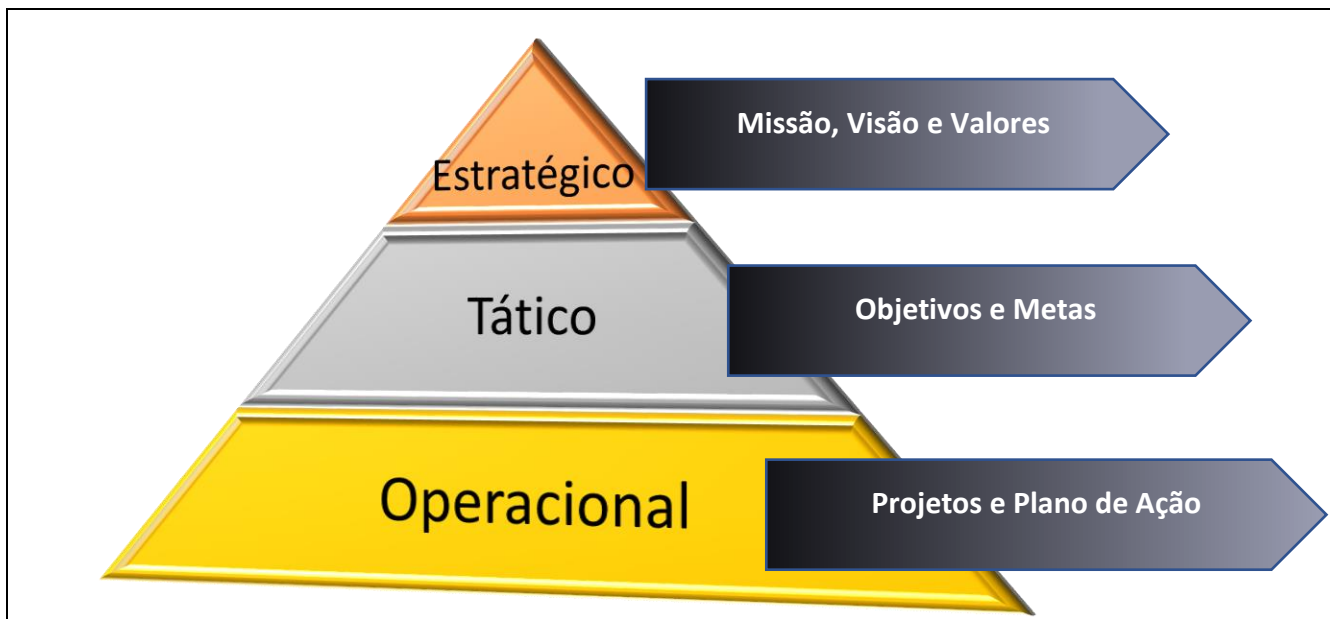 Missão, Visão e Valores
Estratégico
Objetivos e Metas
Tático
Projetos e Plano de Ação
Operacional